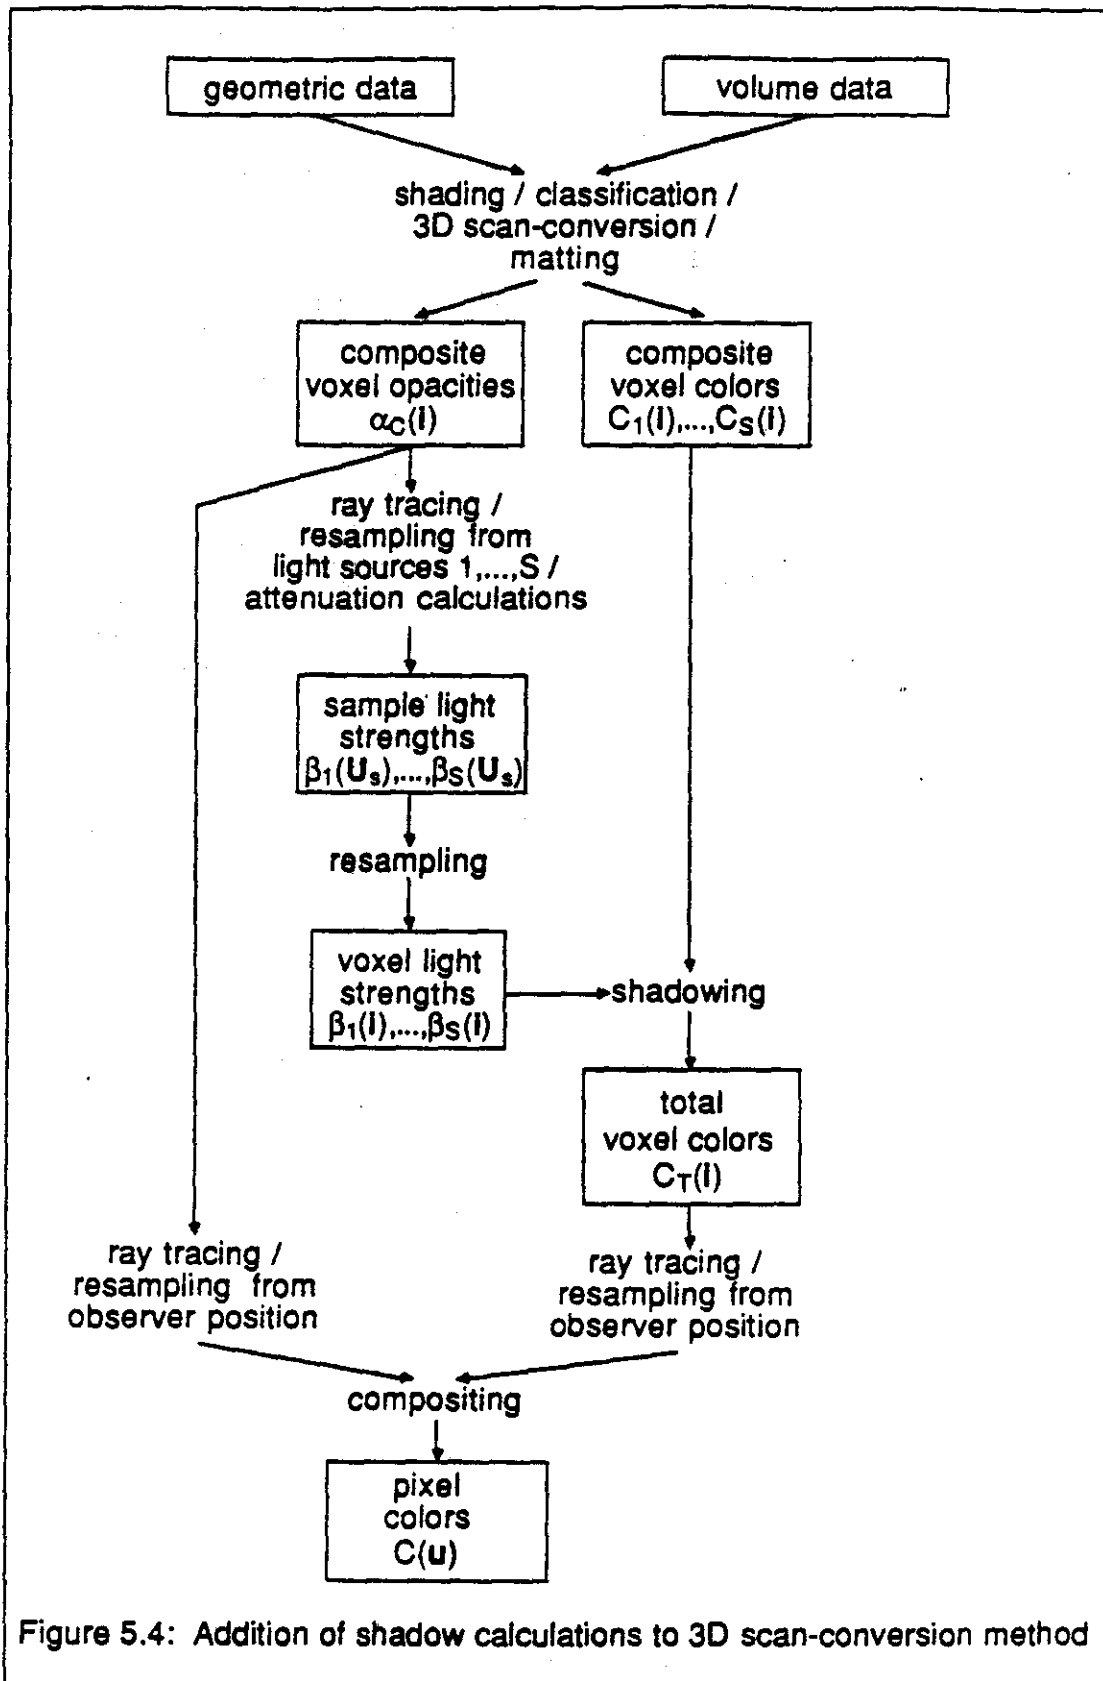 geometric data
volume data
shading / classification /
3D scan-conversion /
matting
composite
voxel opacities
αC(i)
composite
voxel colors
C1(i),...,CS(i)
ray tracing /
resampling from
light sources 1,...,S /
attenuation calculations
sample light
strengths
β1(Us),...,βS(Us)
resampling
voxel light
strengths
β1(i),...,βS(i)
shadowing
total
voxel colors
CT(i)
ray tracing /
resampling from
observer position
ray tracing /
resampling from
observer position
compositing
pixel
colors
C(u)
Figure 5.4: Addition of shadow calculations to 3D scan-conversion method